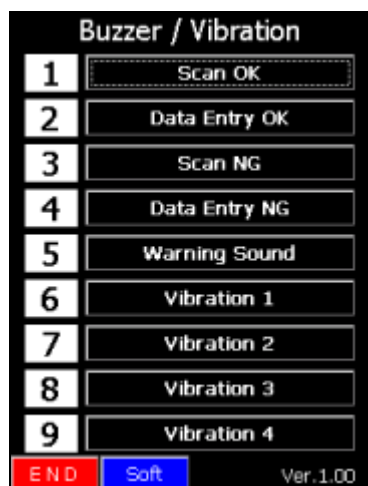 Buzzer / Vibration
1 Scan OK
2 Data Entry OK
3 Scan NG
4 Data Entry NG
5 Warning Sound
6 Vibration 1
7 Vibration 2
8 Vibration 3
9 Vibration 4
END Soft Ver.1.00